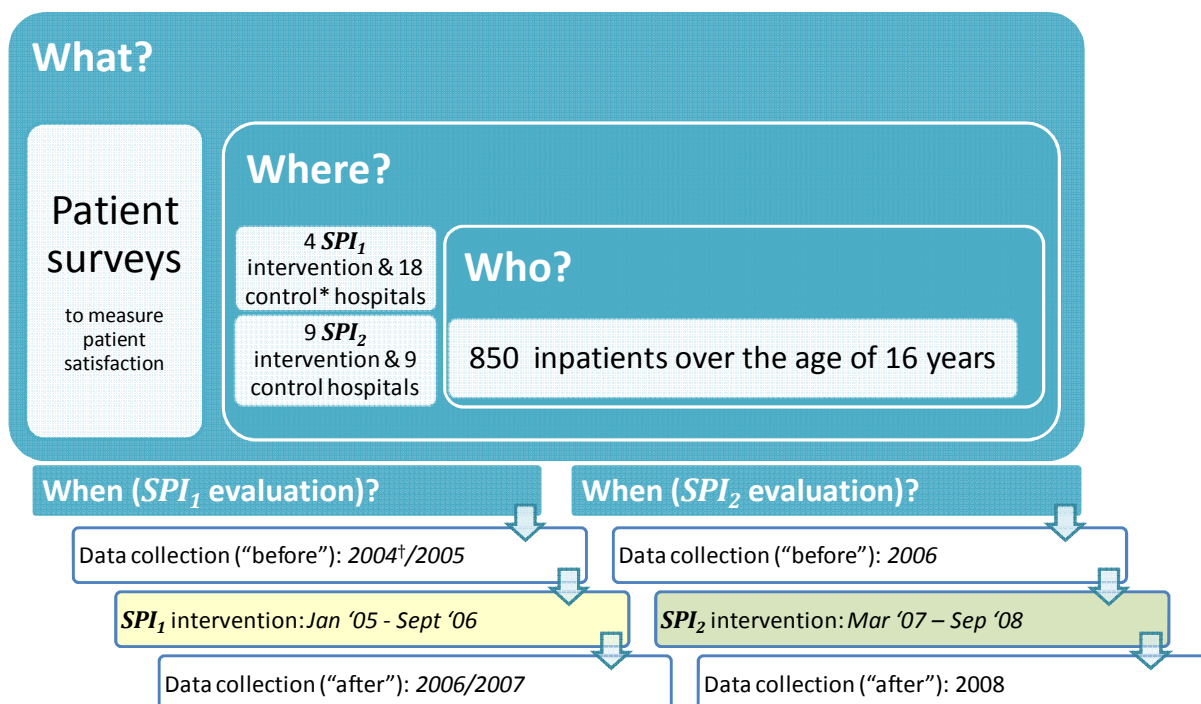 What?
Patient
surveys
to measure
patient
satisfaction
Where?
4 SPI₁
intervention & 18
control* hospitals
9 SPI₂
intervention & 9
control hospitals
Who?
850 inpatients over the age of 16 years
When (SPI₁ evaluation)?
Data collection (“before”): 2004†/2005
SPI₁ intervention: Jan ‘05 - Sept ‘06
Data collection (“after”): 2006/2007
When (SPI₂ evaluation)?
Data collection (“before”): 2006
SPI₂ intervention: Mar ‘07 – Sep ‘08
Data collection (“after”): 2008